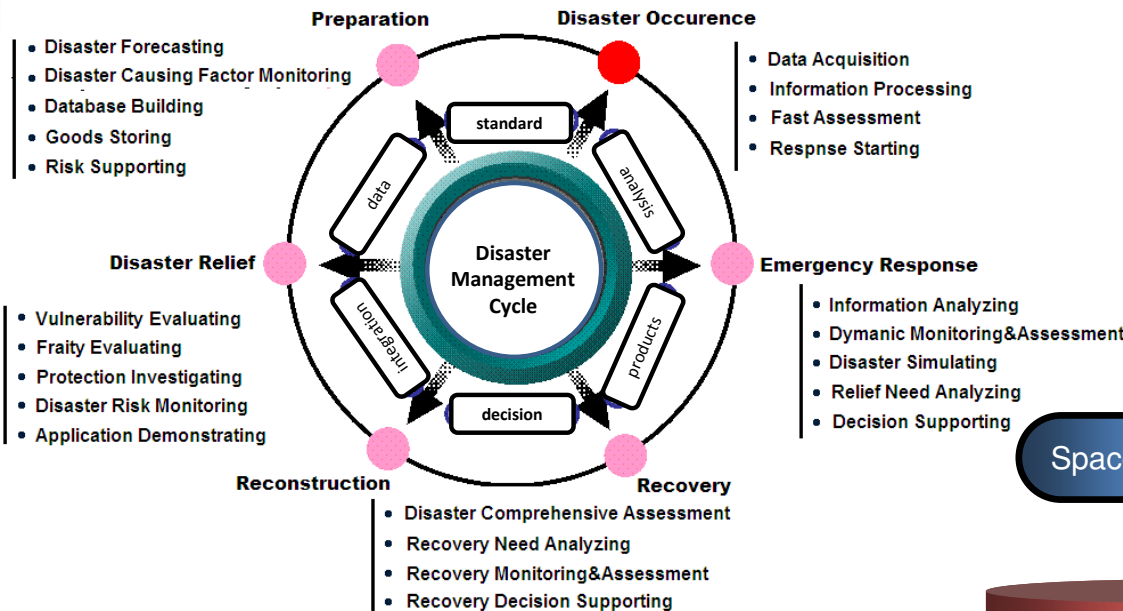 Preparation
Disaster Forecasting
Disaster Causing Factor Monitoring
Database Building
Goods Storing
Risk Supporting
Disaster Occurence
Data Acquisition
Information Processing
Fast Assessment
Respnse Starting
standard
data
analysis
Disaster
Management
Cycle
integration
products
decision
Disaster Relief
Vulnerability Evaluating
Fraity Evaluating
Protection Investigating
Disaster Risk Monitoring
Application Demonstrating
Emergency Response
Information Analyzing
Dymanic Monitoring&Assessment
Disaster Simulating
Relief Need Analyzing
Decision Supporting
Spac
Reconstruction
Recovery
Disaster Comprehensive Assessment
Recovery Need Analyzing
Recovery Monitoring&Assessment
Recovery Decision Supporting